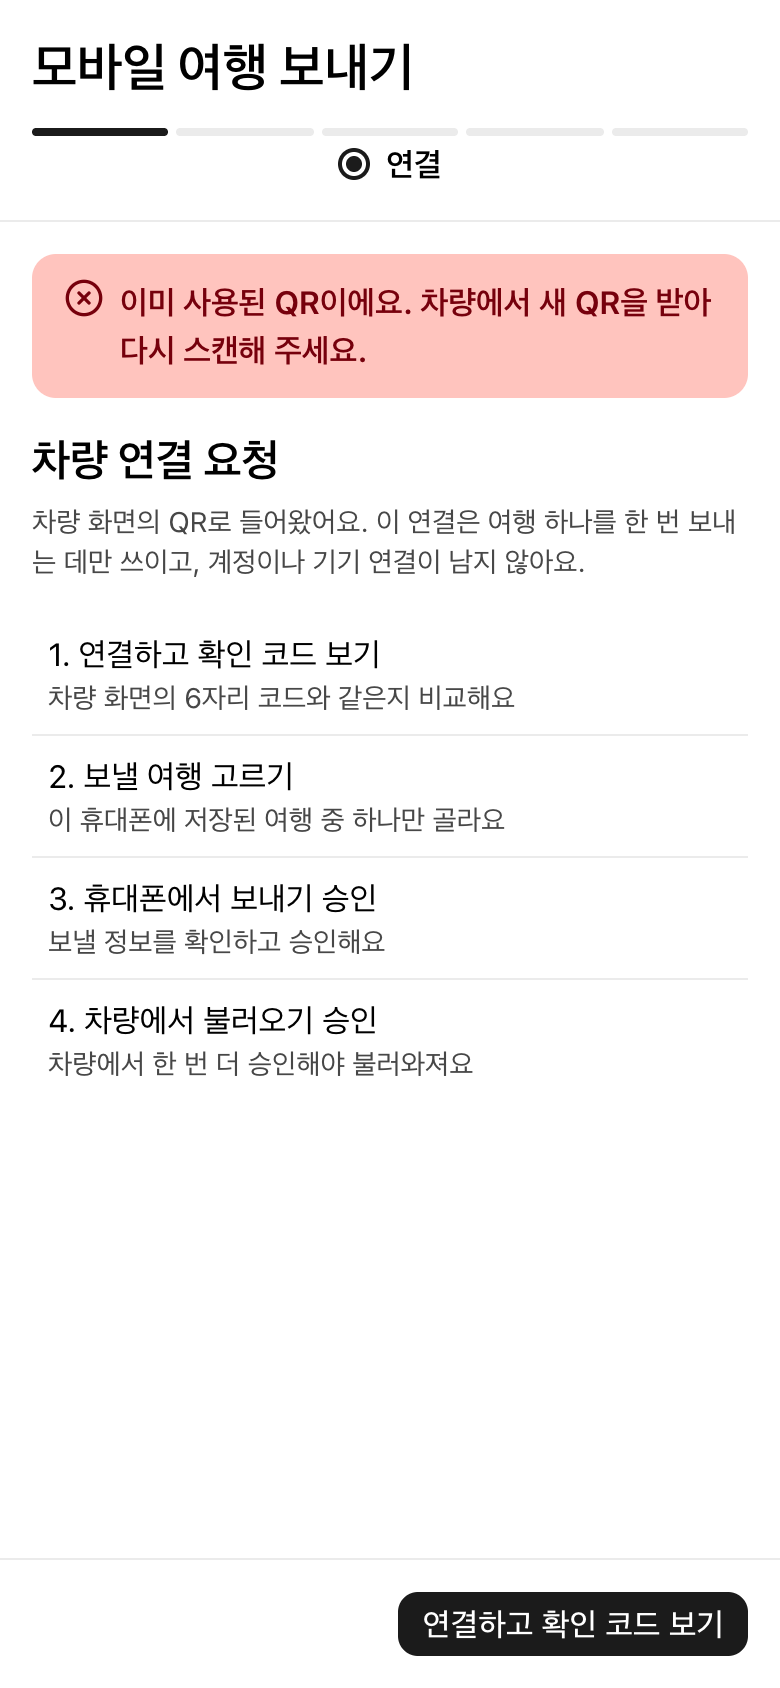 모바일 여행 보내기
연결
이미 사용된 QR이에요. 차량에서 새 QR을 받아
다시 스캔해 주세요.
차량 연결 요청
차량 화면의 QR로 들어왔어요. 이 연결은 여행 하나를 한 번 보내
는 데만 쓰이고, 계정이나 기기 연결이 남지 않아요.
1. 연결하고 확인 코드 보기
차량 화면의 6자리 코드와 같은지 비교해요
2. 보낼 여행 고르기
이 휴대폰에 저장된 여행 중 하나만 골라요
3. 휴대폰에서 보내기 승인
보낼 정보를 확인하고 승인해요
4. 차량에서 불러오기 승인
차량에서 한 번 더 승인해야 불러와져요
연결하고 확인 코드 보기